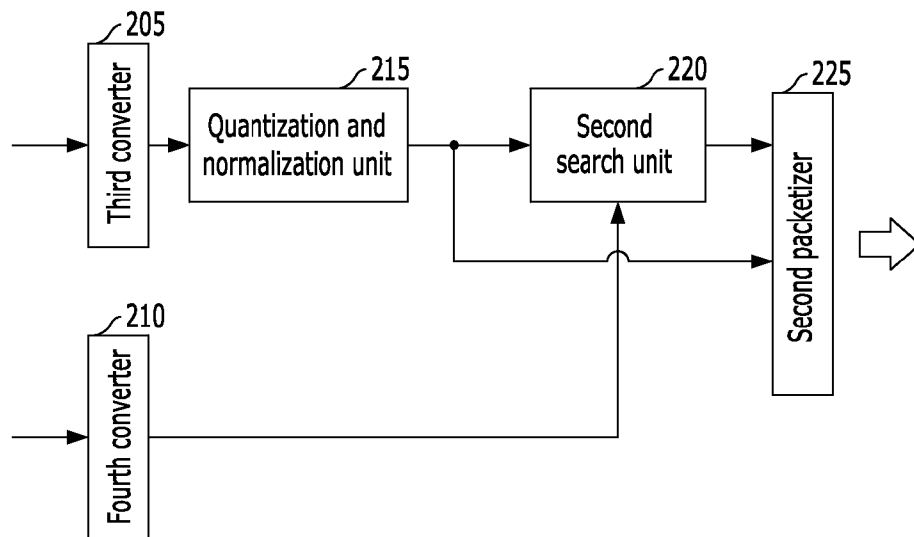 205
Third converter
215
Quantization and
normalization unit
220
Second
search unit
225
Second packetizer
210
Fourth converter